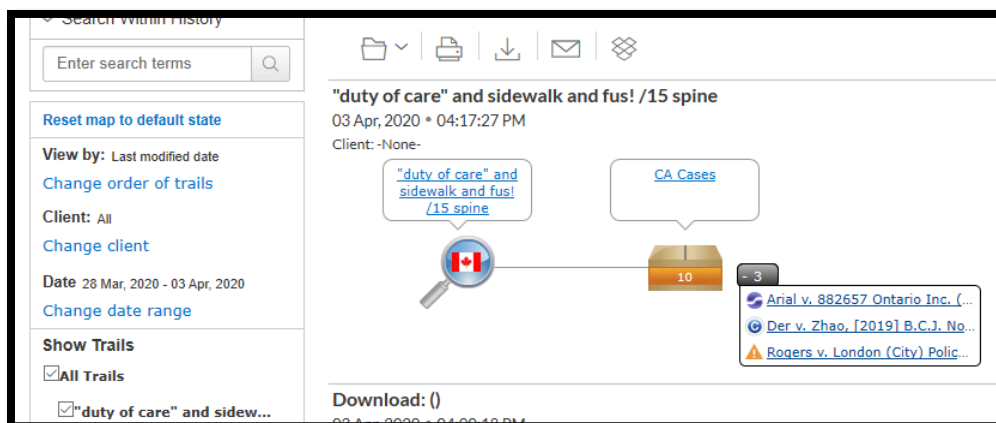 Search Within History
Enter search terms
Reset map to default state
View by: Last modified date
Change order of trails
Client: All
Change client
Date 28 Mar, 2020 - 03 Apr, 2020
Change date range
Show Trails
All Trails
"duty of care" and sidew...
"duty of care" and sidewalk and fus! /15 spine
03 Apr, 2020 • 04:17:27 PM
Client: -None-
"duty of care" and
sidewalk and fus!
/15 spine
CA Cases
10
- 3
Arial v. 882657 Ontario Inc. (...
C Der v. Zhao, [2019] B.C.J. No...
Rogers v. London (City) Polic...
Download: ()